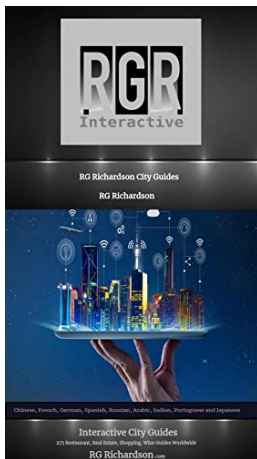 RGR
Interactive
RG Richardson City Guides
RG Richardson
Chinese, French, German, Spanish, Russian, Arabic, Indian, Portuguese and Japanese
Interactive City Guides
275 Restaurant, Real Estate, Shopping, Wine Guides Worldwide
RG Richardson.com